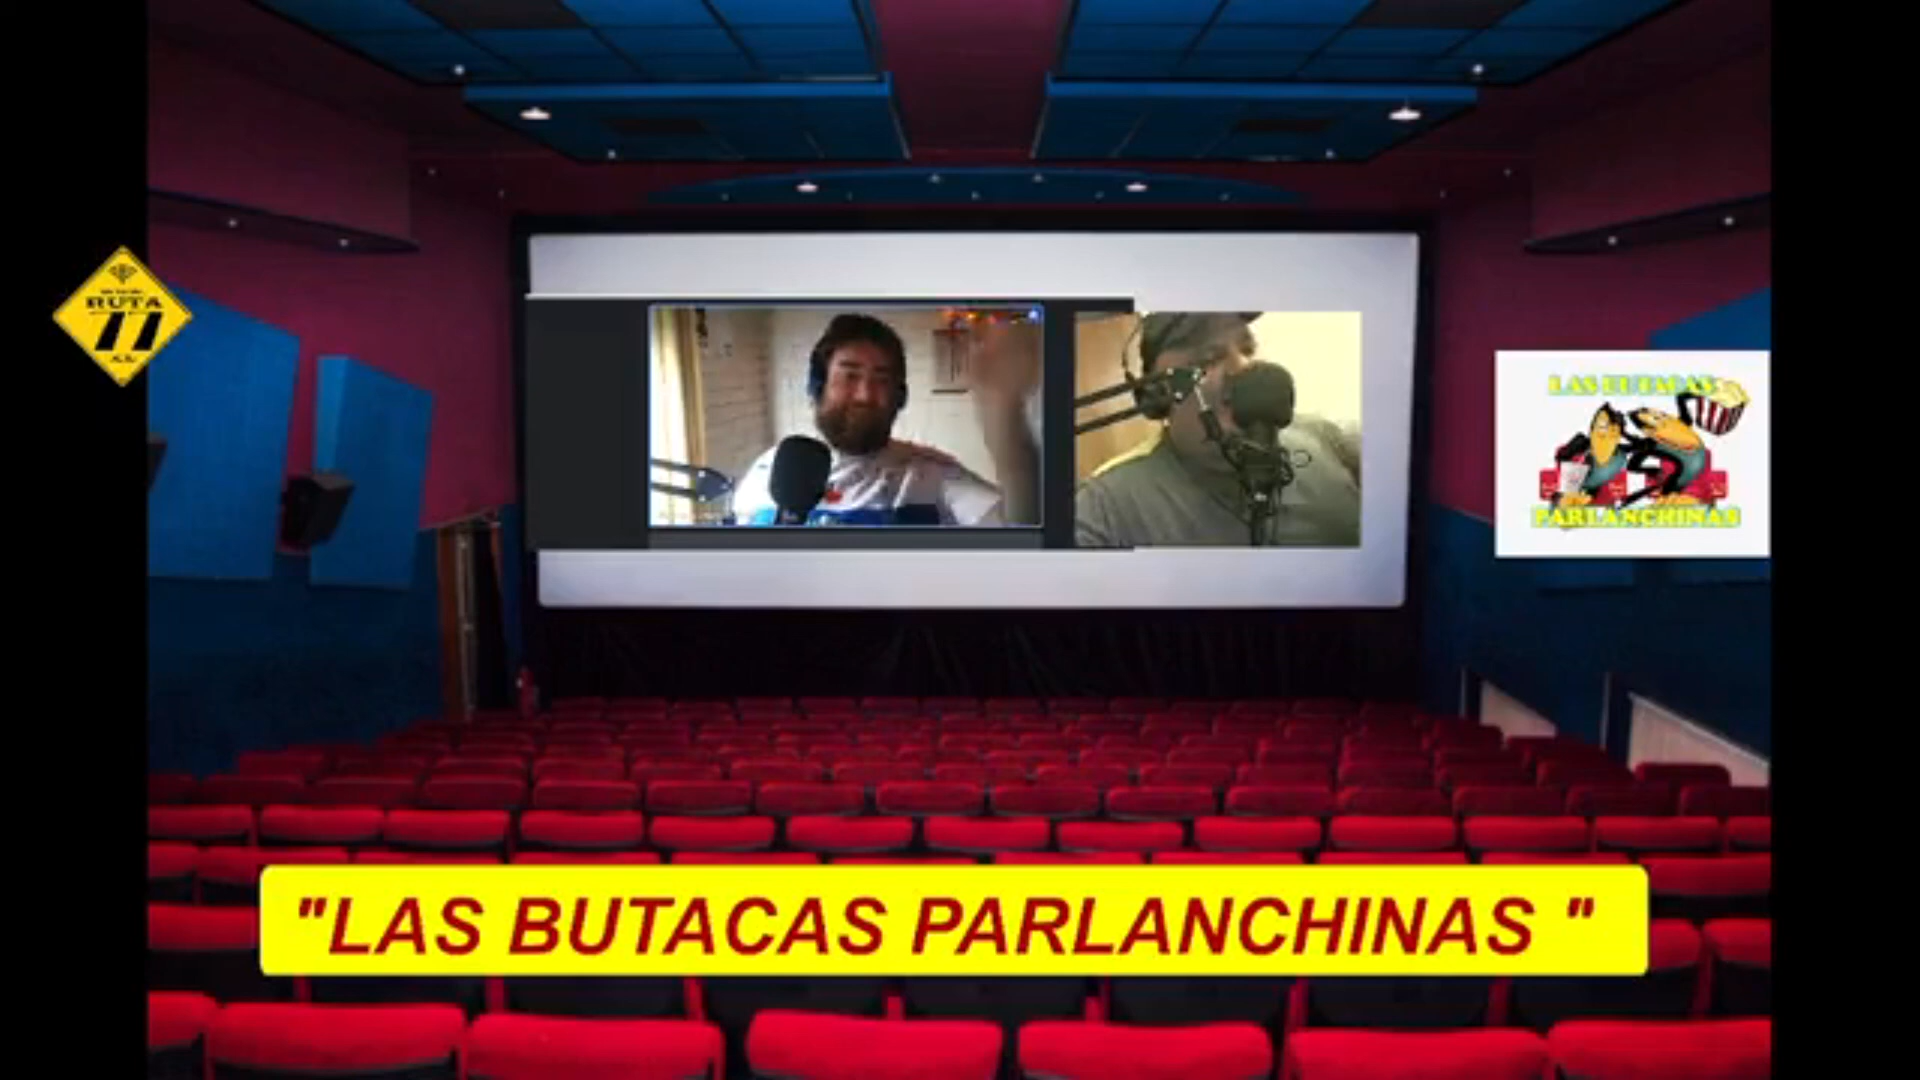 RUTA
77
LAS BUTACAS
PARLANCHINAS
"LAS BUTACAS PARLANCHINAS "